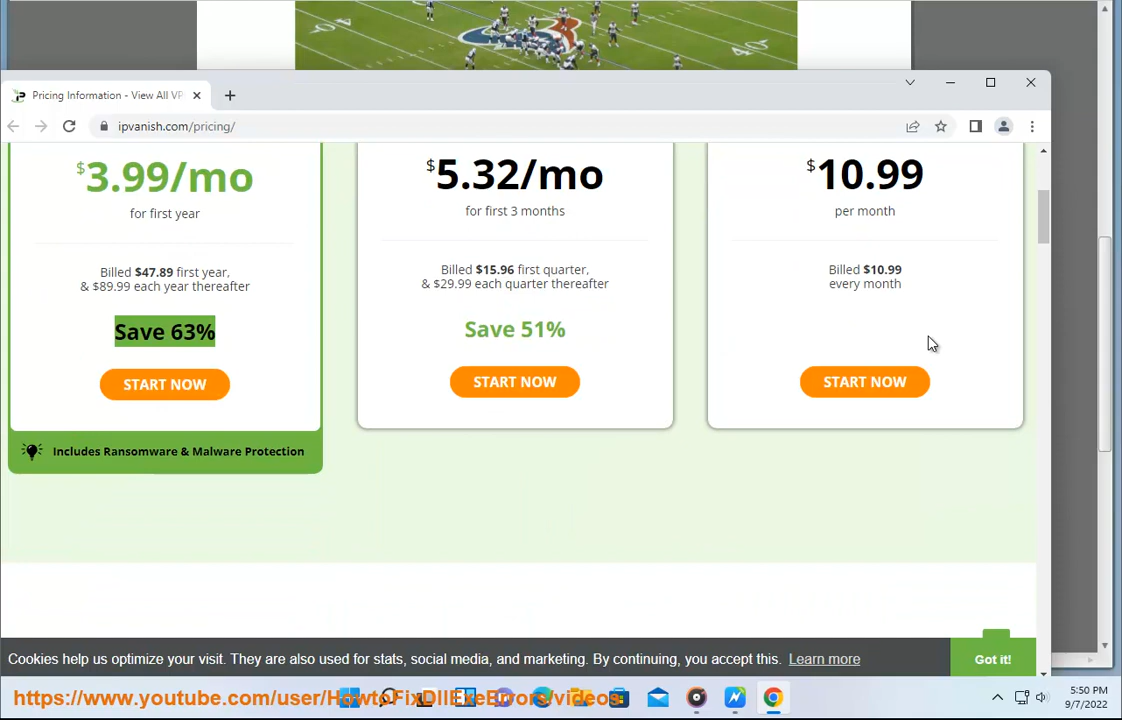 Pricing Information - View All VP
ipvanish.com/pricing/
$3.99/mo
for first year
Billed $47.89 first year,
& $89.99 each year thereafter
Save 63%
START NOW
Includes Ransomware & Malware Protection
$5.32/mo
for first 3 months
Billed $15.96 first quarter,
& $29.99 each quarter thereafter
Save 51%
START NOW
$10.99
per month
Billed $10.99
every month
START NOW
Cookies help us optimize your visit. They are also used for stats, social media, and marketing. By continuing, you accept this. Learn more
Got it!
https://www.youtube.com/user/HowtoFixDllExeErrors/videos
5:50 PM
9/7/2022